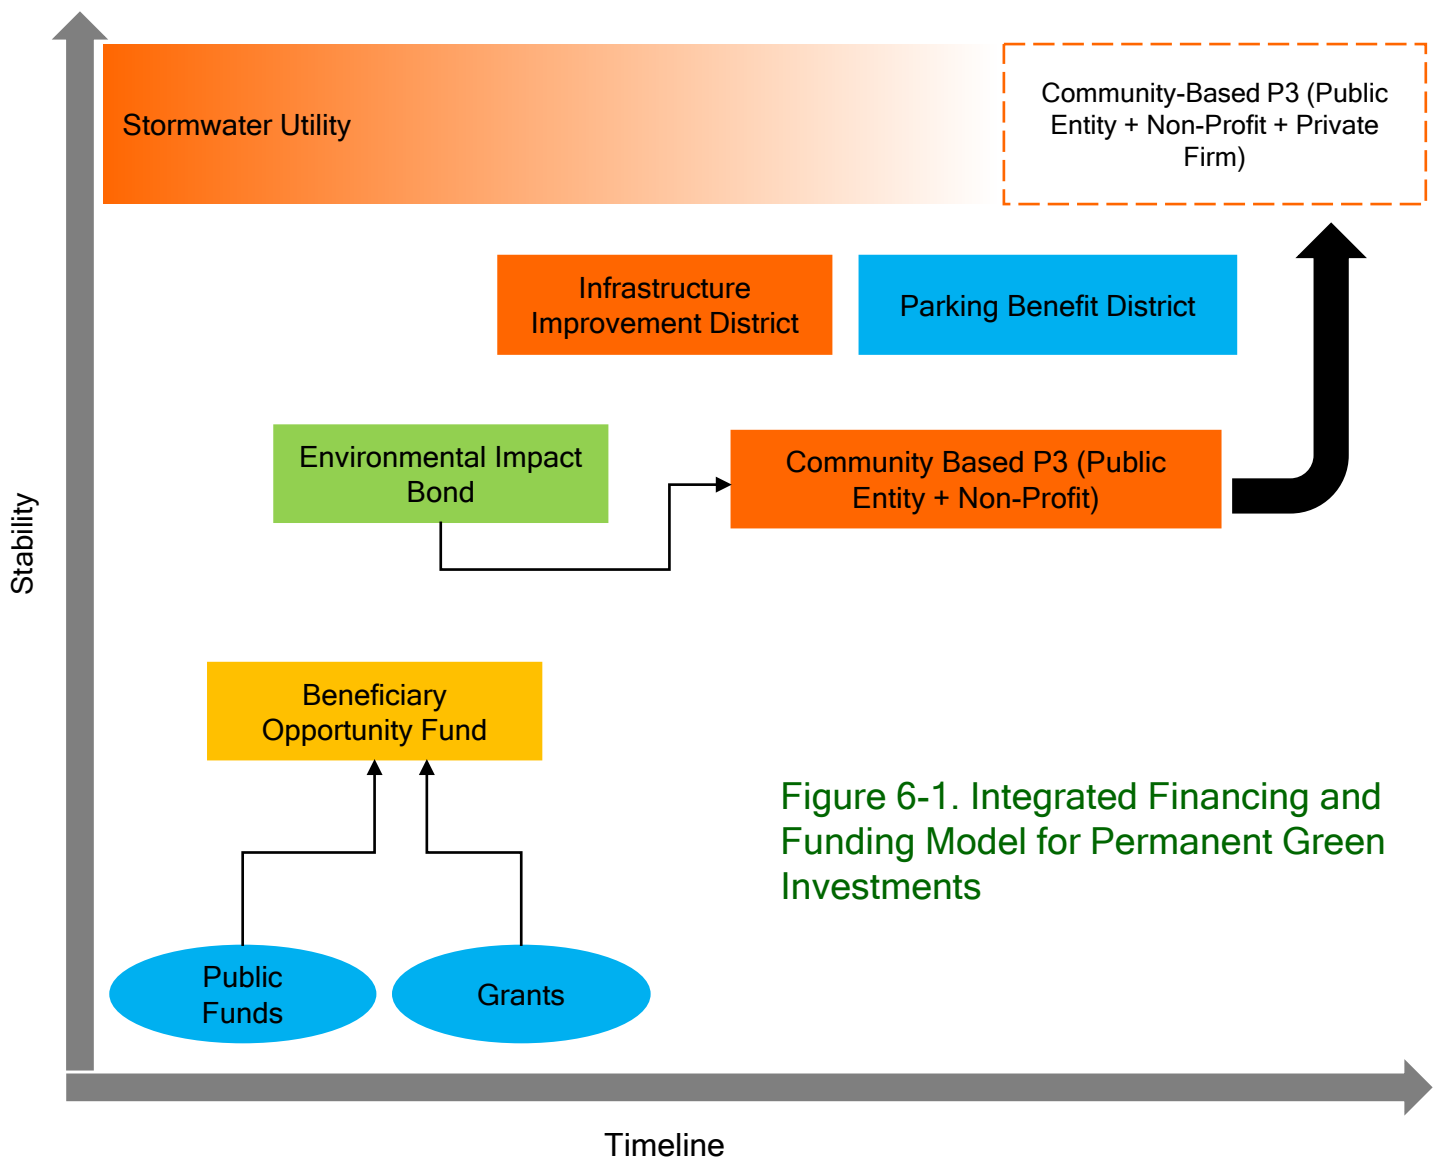 Stormwater Utility
Community-Based P3 (Public
Entity + Non-Profit + Private
Firm)
Infrastructure
Improvement District
Parking Benefit District
Environmental Impact
Bond
Community Based P3 (Public
Entity + Non-Profit)
Stability
Beneficiary
Opportunity Fund
Figure 6-1. Integrated Financing and
Funding Model for Permanent Green
Investments
Public
Funds
Grants
Timeline